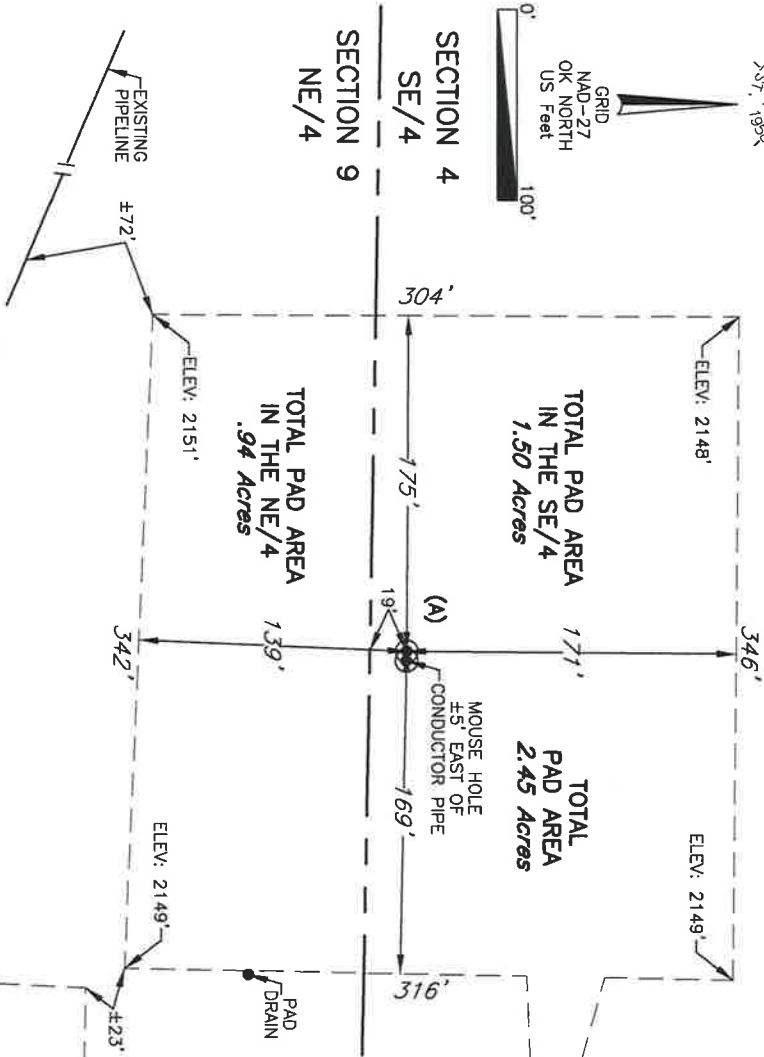 GRID
NAD-27
OK NORTH
US Feet
0'
100'
SECTION 4
SE/4
SECTION 9
NE/4
EXISTING
PIPELINE
±72'
304'
ELEV: 2148'
346'
TOTAL PAD AREA
IN THE SE/4
1.50 Acres
171'
TOTAL
PAD AREA
2.45 Acres
ELEV: 2149'
175'
(A)
19'
MOUSE HOLE
±5' EAST OF
CONDUCTOR PIPE
169'
316'
ELEV: 2151'
TOTAL PAD AREA
IN THE NE/4
.94 Acres
139'
342'
ELEV: 2149'
PAD
DRAIN
±23'